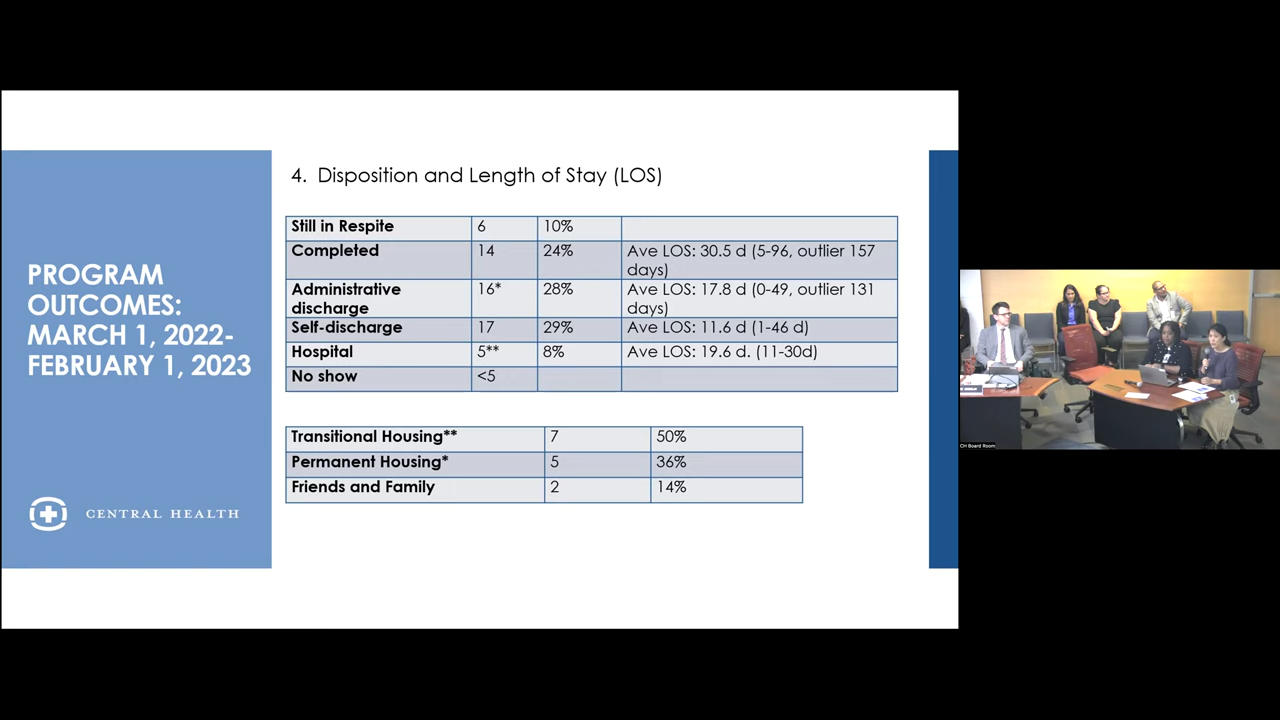 4. Disposition and Length of Stay (LOS)
PROGRAM
OUTCOMES:
MARCH 1, 2022-
FEBRUARY 1, 2023
CENTRAL HEALTH
Still in Respite 6 10%
Completed 14 24% Ave LOS: 30.5 d (5-96, outlier 157
days)
Administrative
discharge 16* 28% Ave LOS: 17.8 d (0-49, outlier 131
days)
Self-discharge 17 29% Ave LOS: 11.6 d (1-46 d)
Hospital 5** 8% Ave LOS: 19.6 d. (11-30d)
No show <5
Transitional Housing** 7 50%
Permanent Housing* 5 36%
Friends and Family 2 14%
CH Board Room